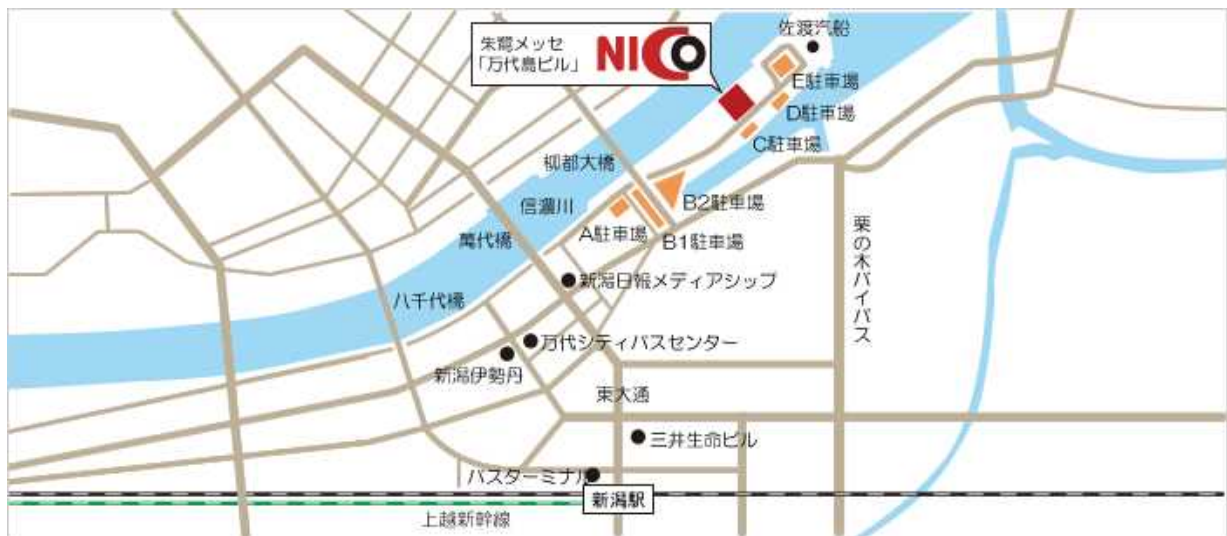 佐渡汽船
朱鷺メッセ
「万代島ビル」
NICO
E駐車場
D駐車場
C駐車場
柳都大橋
信濃川
B2駐車場
A駐車場
B1駐車場
萬代橋
栗の木バイパス
新潟日報メディアシップ
八千代橋
万代シティバスセンター
新潟伊勢丹
東大通
三井生命ビル
バスターミナル
新潟駅
上越新幹線